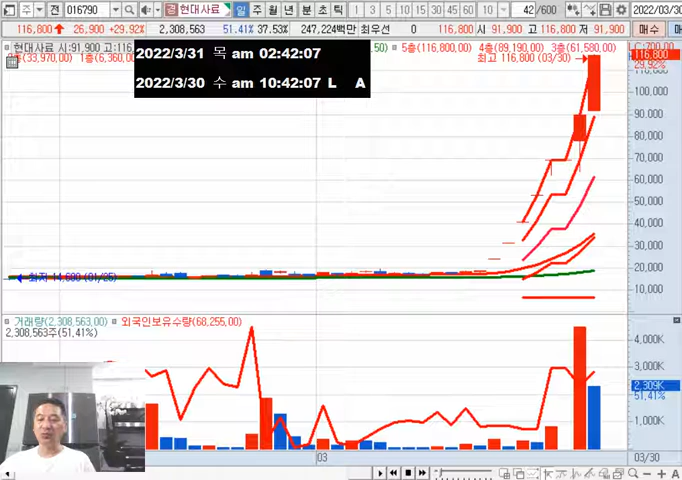 주 전 016790 현대사료 일 주 월 년 분 초 틱 1 3 5 10 15 30 45 60 10 42 /600 2022/03/30
116,800 26,900 +29.92% 2,308,563 51.41% 37.53% 247,224백만 최우선 0 116,800 시 91,900 고 116,800 저 91,900 매수
현대사료 시:91,900 고:116, 5층(116,800.00) 4층(89,190.00) 3층(61,580.00)
(33,970.00) 1층(6,360.
2022/3/31 목 am 02:42:07
2022/3/30 수 am 10:42:07 L A
최고 116,800 (03/30)
116,800
29.92%
100,000
90,000
80,000
70,000
60,000
50,000
40,000
30,000
20,000
10,000
최저 14,600 (01/25)
거래량(2,308,563,00) 외국인보유수량(68,255,00)
2,308,563주(51.41%)
4,000K
3,000K
2,309K
51.41%
1,000K
03
03/30
A